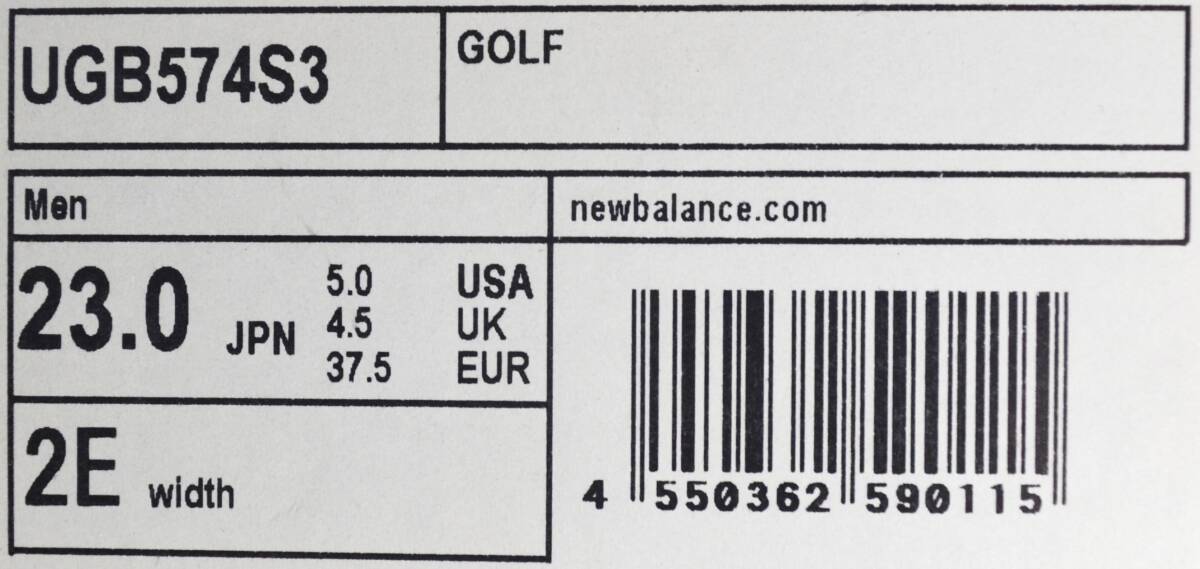 UGB574S3
GOLF
Men
newbalance.com
23.0 JPN
5.0 USA
4.5 UK
37.5 EUR
2E width
4 550362 590115